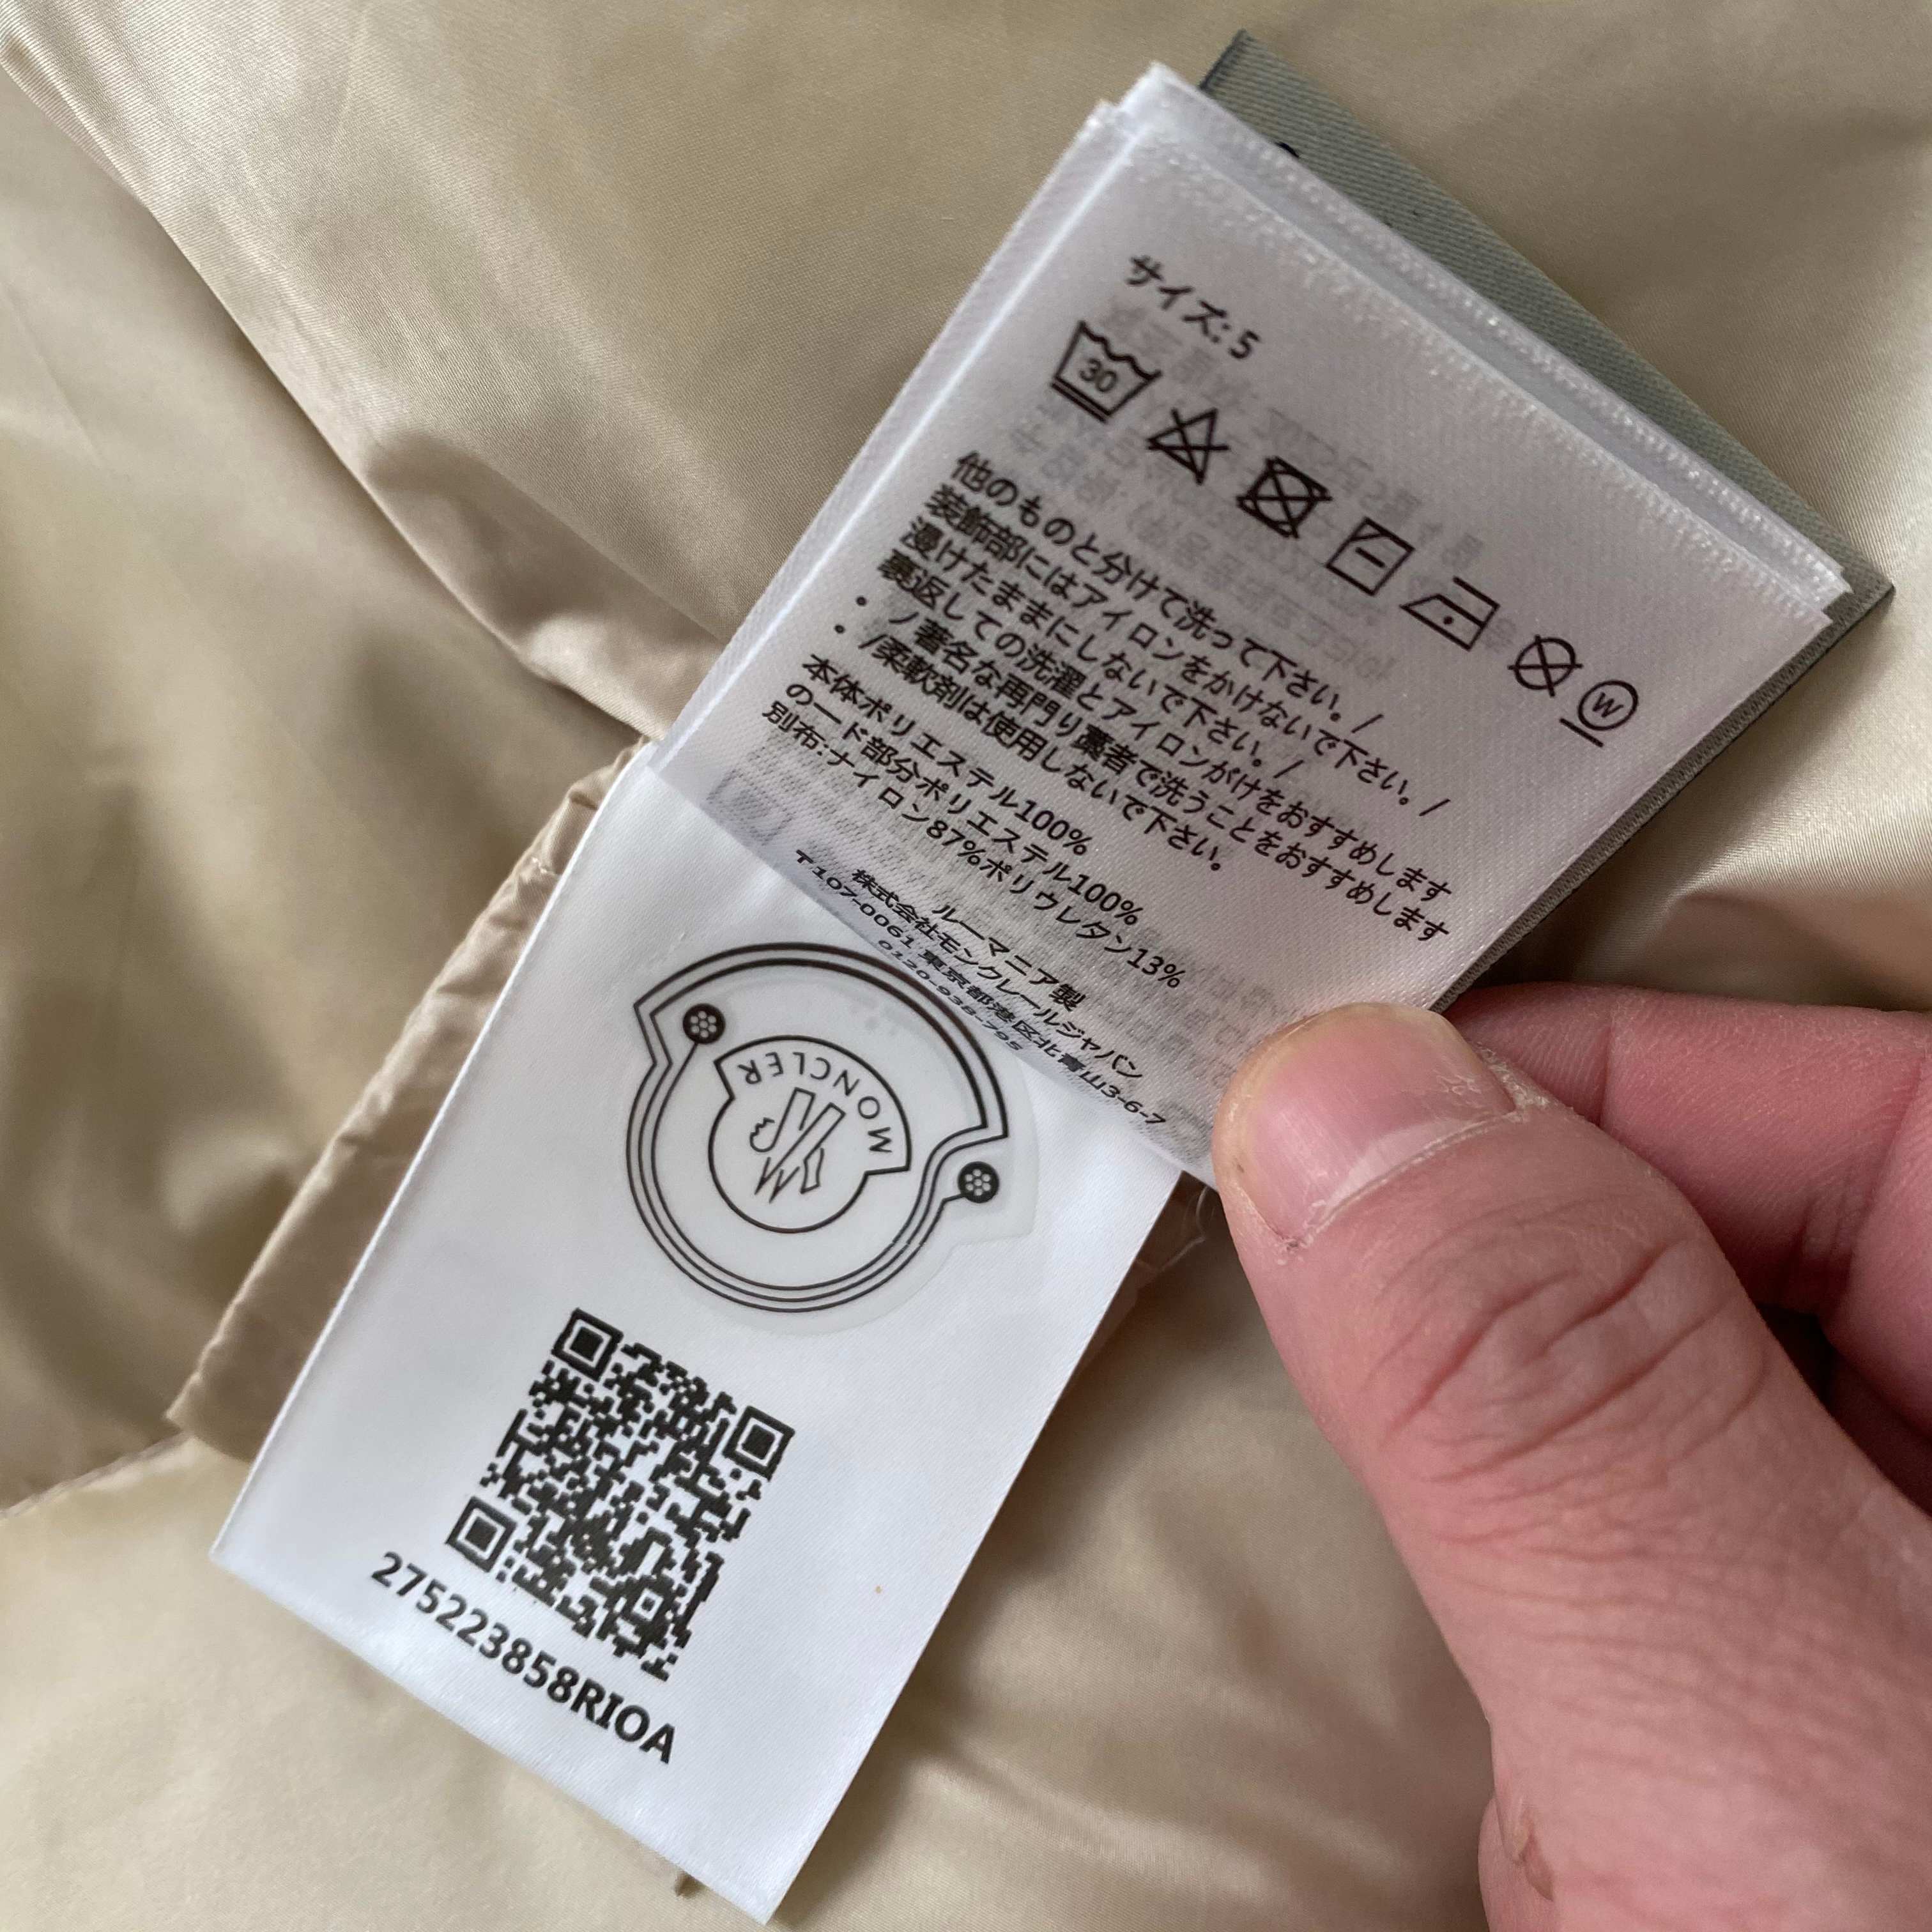 サイズ: 5
30
W
他のものと分けて洗って下さい。/
装飾部にはアイロンをかけないで下さい。/
浸けたままにしないで下さい。/
裏返しての洗濯とアイロンがけをおすすめします
• ノ著名な再門り藁者で洗うことをおすすめします
• /柔軟剤は使用しないで下さい。
本体ポリエステル100%
のード部分ポリエステル100%
別布:ナイロン87%ポリウレタン13%
ルーマニア製
株式会社モンクレールジャパン
〒107-0061 東京都港区北青山3-6-7
0120-938-795
MONCLER
275223858RIOA